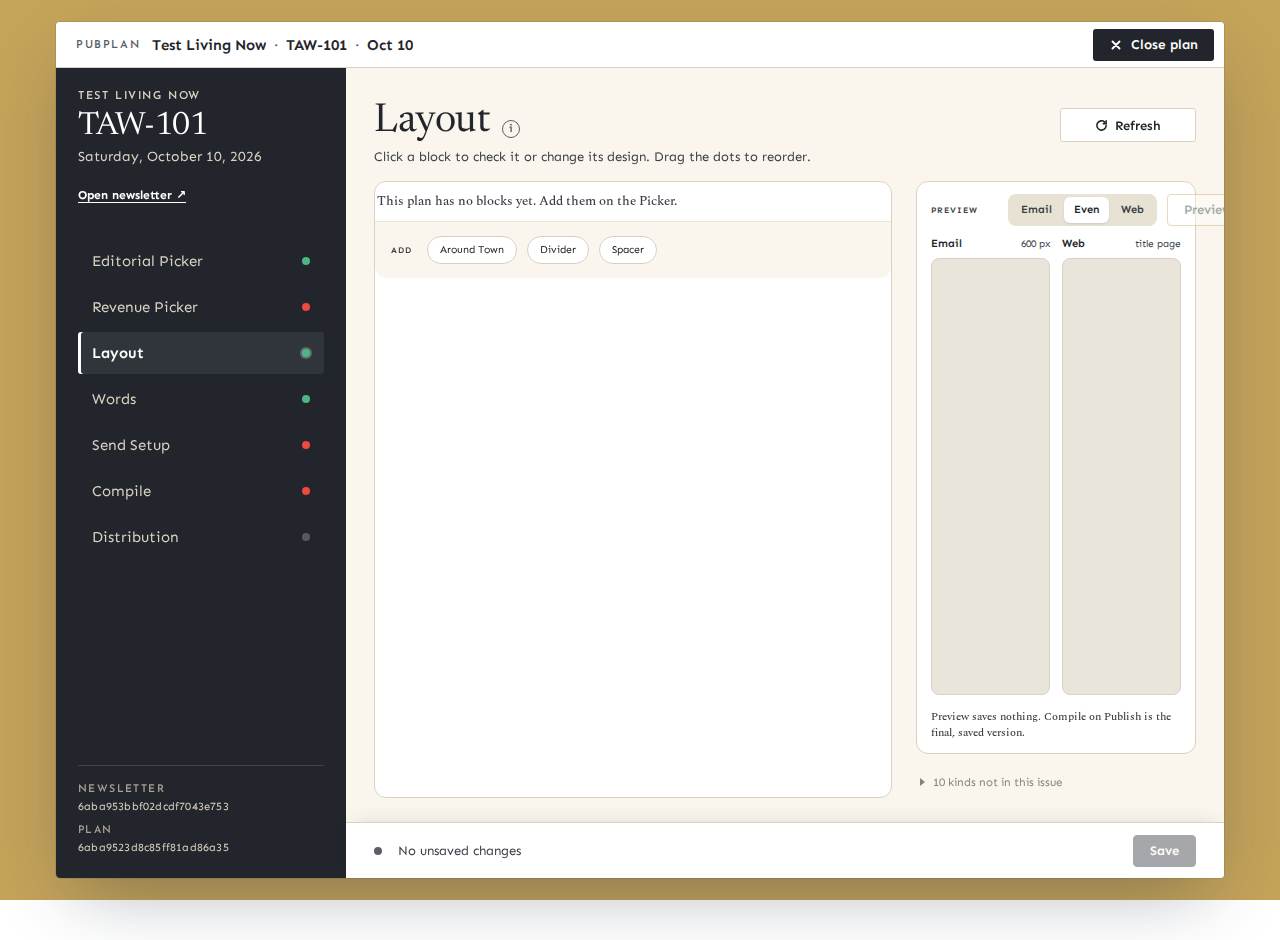 PUBPLAN Test Living Now · TAW-101 · Oct 10
Close plan
TEST LIVING NOW
TAW-101
Saturday, October 10, 2026
Open newsletter ↗
Editorial Picker
Revenue Picker
Layout
Words
Send Setup
Compile
Distribution
NEWSLETTER
6aba953bbf02dcdf7043e753
PLAN
6aba9523d8c85ff81ad86a35
Layout
Refresh
Click a block to check it or change its design. Drag the dots to reorder.
This plan has no blocks yet. Add them on the Picker.
ADD Around Town Divider Spacer
PREVIEW Email Even Web
Email 600 px Web title page
Preview saves nothing. Compile on Publish is the
final, saved version.
10 kinds not in this issue
No unsaved changes
Save